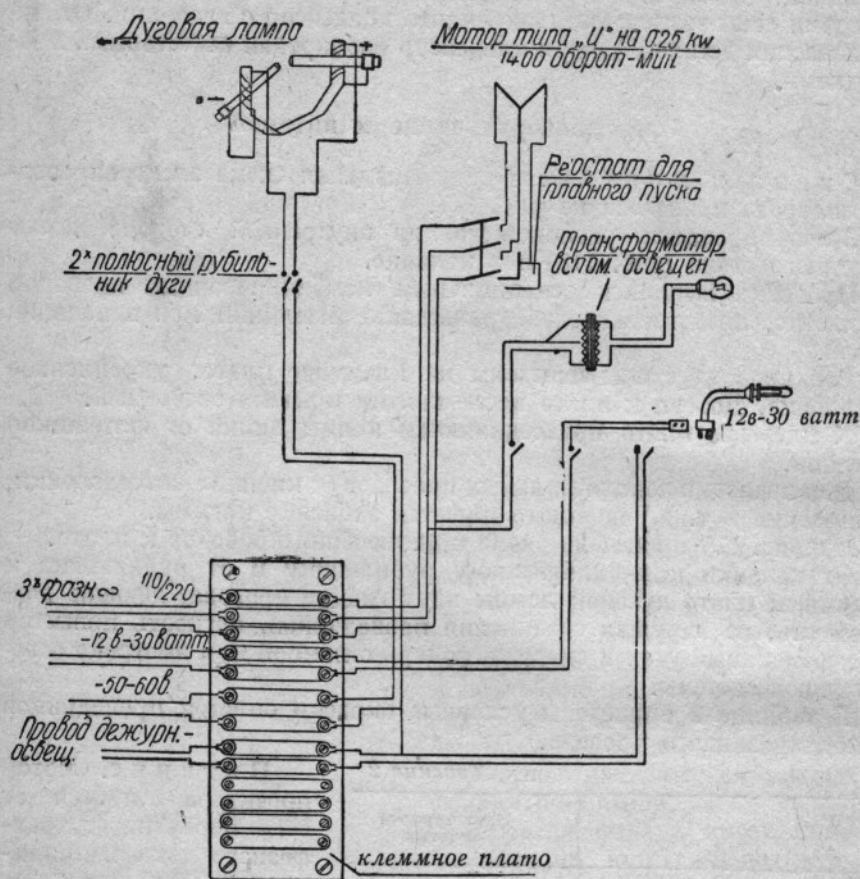 Дуговая лампа
+
-
Мотор типа „U" на 0.25 kw
1400 оборот-мин
Реостат для
плавного пуска
2х полюсный рубиль-
ник дуги
Трансформатор
вспом. освещен
12в-30 ватт
3х фазн ~ 110/220
-12 в-30ватт
-50-60в.
Провод дежурн.-
освещ.
клеммное плато